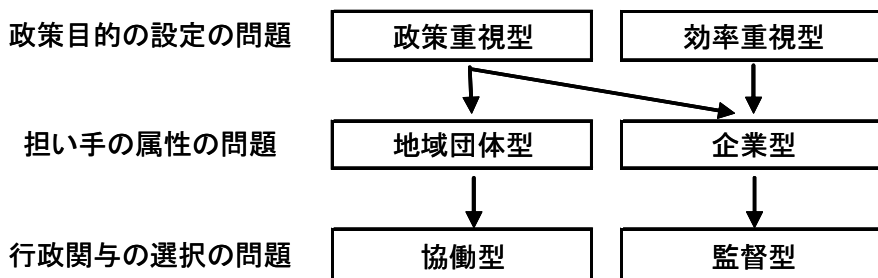 政策目的の設定の問題 政策重視型 効率重視型
担い手の属性の問題 地域団体型 企業型
行政関与の選択の問題 協働型 監督型